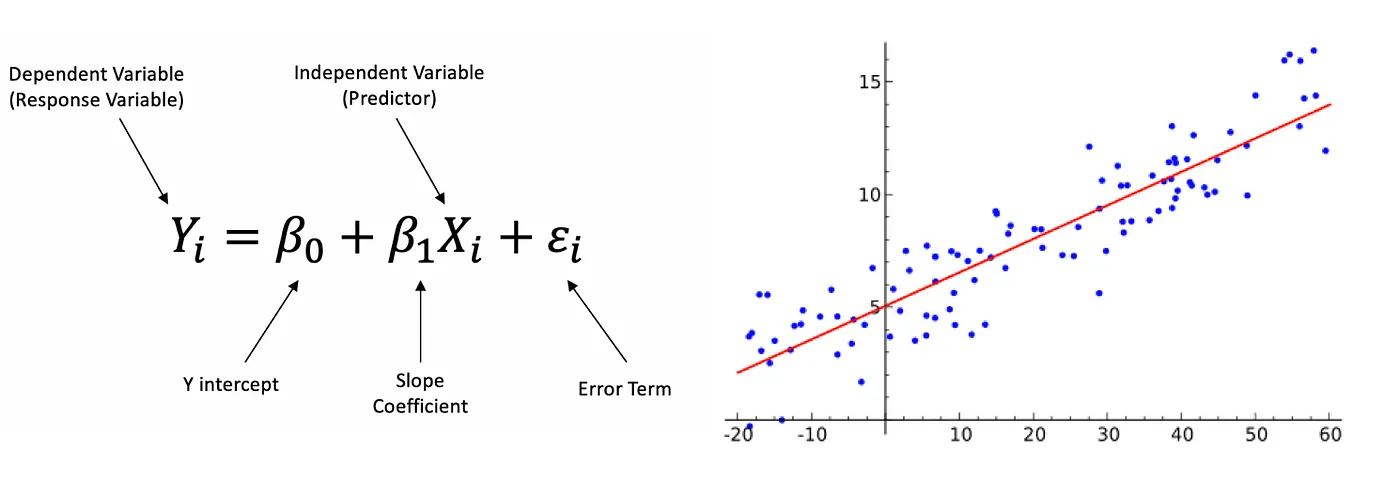 Dependent Variable
(Response Variable)
Independent Variable
(Predictor)
Yᵢ = β₀ + β₁Xᵢ + εᵢ
Y intercept
Slope
Coefficient
Error Term
15
10
5
-20 -10 10 20 30 40 50 60